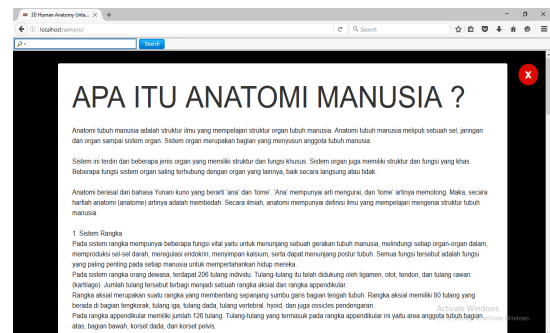 3D Human Anatomy Unta...
localhost/sempro/
Search
Search
X
APA ITU ANATOMI MANUSIA ?
Anatomi tubuh manusia adalah struktur ilmu yang mempelajari struktur organ tubuh manusia. Anatomi tubuh manusia meliputi sebuah sel, jaringan
dan organ sampai sistem organ. Sistem organ merupakan bagian yang menyusun anggota tubuh manusia.
Sistem ini terdiri dari beberapa jenis organ yang memiliki struktur dan fungsi khusus. Sistem organ juga memiliki struktur dan fungsi yang khas.
Beberapa fungsi sistem organ saling terhubung dengan organ yang lainnya, baik secara langsung atau tidak.
Anatomi berasal dari bahasa Yunani kuno yang berarti 'ana' dan 'tome'. 'Ana' mempunyai arti mengurai, dan 'tome' artinya memotong. Maka, secara
harfiah anatomi (anatome) artinya adalah membedah. Secara ilmiah, anatomi mempunyai definisi ilmu yang mempelajari mengenai struktur tubuh
manusia.
1. Sistem Rangka
Pada sistem rangka mempunyai beberapa fungsi vital yaitu untuk menunjang sebuah gerakan tubuh manusia, melindungi setiap organ-organ dalam,
memproduksi sel-sel darah, meregulasi endokrin, menyimpan kalsium, serta dapat menunjang postur tubuh. Semua fungsi tersebut adalah fungsi
yang paling penting pada setiap manusia untuk mempertahankan hidup mereka.
Pada sistem rangka orang dewasa, terdapat 206 tulang individu. Tulang-tulang itu telah didukung oleh ligamen, otot, tendon, dan tulang rawan
(kartilago). Jumlah tulang tersebut terbagi menjadi sebuah rangka aksial dan rangka appendikular.
Rangka aksial merupakan suatu rangka yang membentang sepanjang sumbu garis bagian tengah tubuh. Rangka aksial memiliki 80 tulang yang
berada di bagian tengkorak, tulang iga, tulang dada, tulang vertebral, hyoid, dan juga ossicles pendengaran.
Pada rangka appendikular memiliki jumlah 126 tulang. Tulang-tulang yang termasuk pada rangka appendikular ini yaitu area anggota tubuh bagian
atas, bagian bawah, korset dada, dan korset pelvis.
Activate Windows